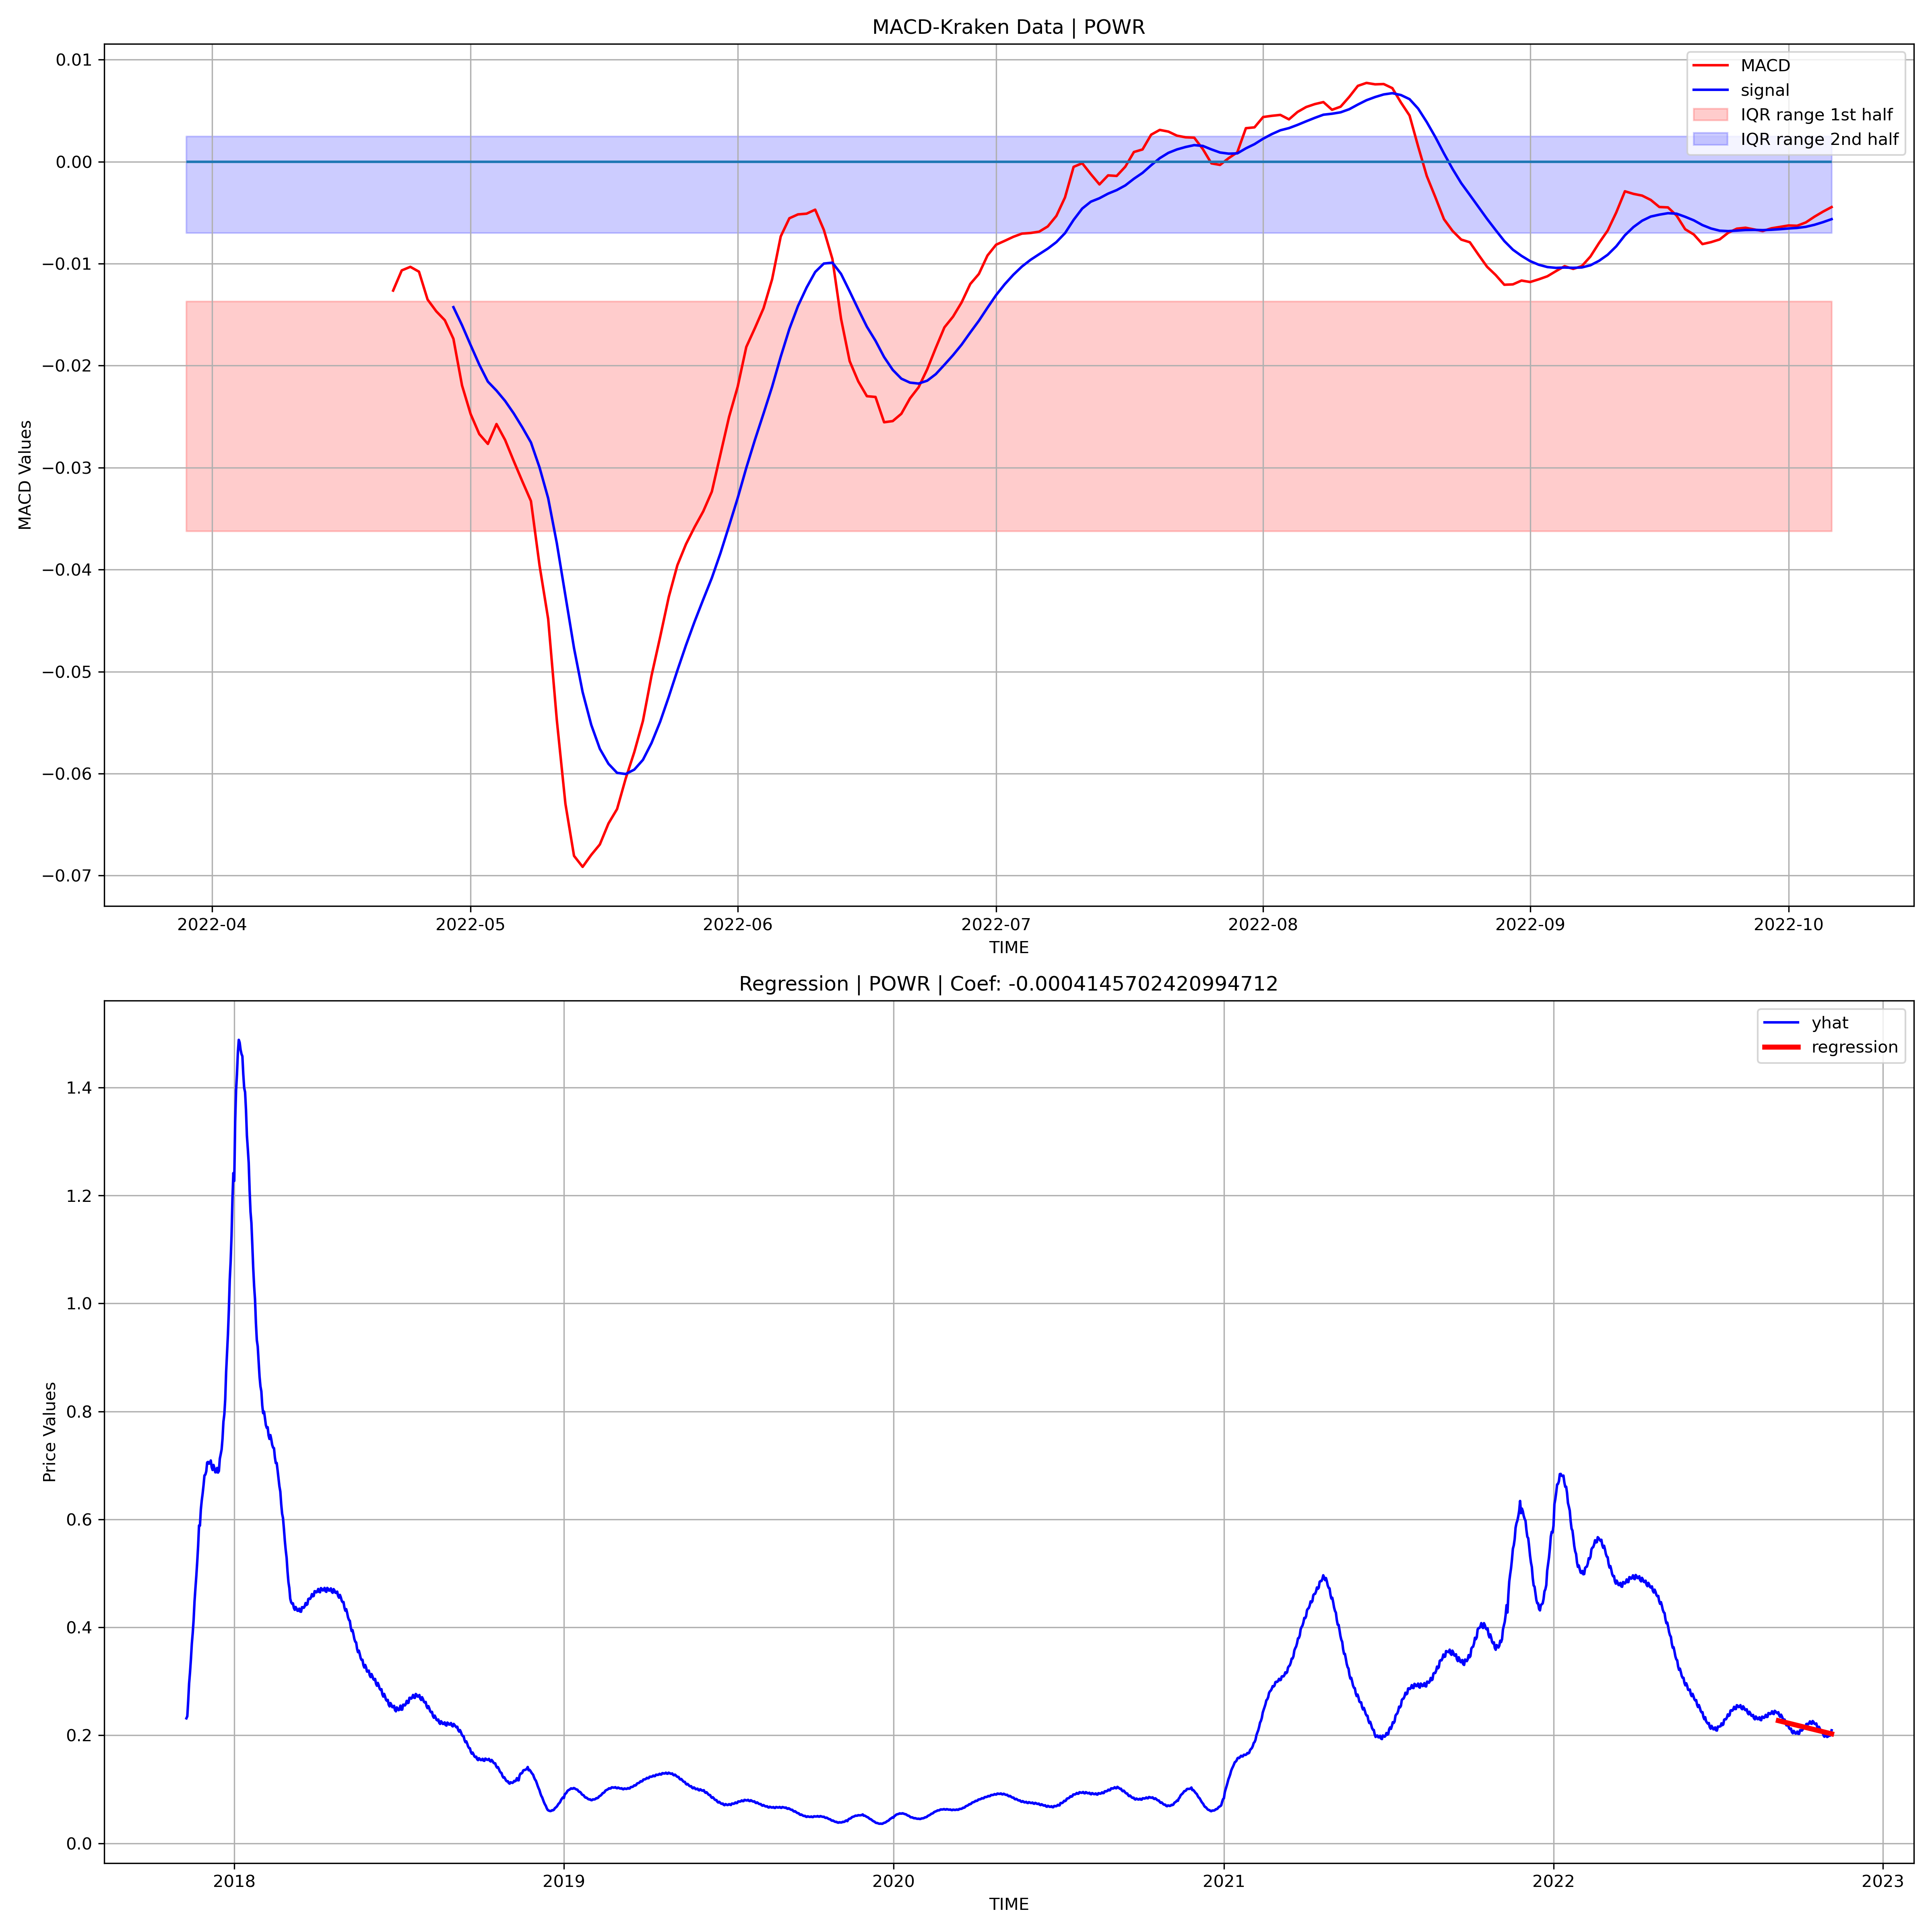 MACD-Kraken Data | POWR
MACD
signal
IQR range 1st half
IQR range 2nd half
MACD Values
0.01
0.00
−0.01
−0.02
−0.03
−0.04
−0.05
−0.06
−0.07
2022-04 2022-05 2022-06 2022-07 2022-08 2022-09 2022-10
TIME
Regression | POWR | Coef: -0.0004145702420994712
yhat
regression
Price Values
1.4
1.2
1.0
0.8
0.6
0.4
0.2
0.0
2018 2019 2020 2021 2022 2023
TIME